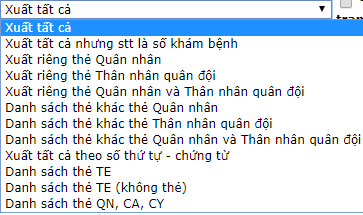 Xuất tất cả
Xuất tất cả
Xuất tất cả nhưng stt là số khám bệnh
Xuất riêng thẻ Quân nhân
Xuất riêng thẻ Thân nhân quân đội
Xuất riêng thẻ Quân nhân và Thân nhân quân đội
Danh sách thẻ khác thẻ Quân nhân
Danh sách thẻ khác thẻ Thân nhân quân đội
Danh sách thẻ khác thẻ Quân nhân và Thân nhân quân đội
Xuất tất cả theo số thứ tự - chứng từ
Danh sách thẻ TE
Danh sách thẻ TE (không thẻ)
Danh sách thẻ QN, CA, CY